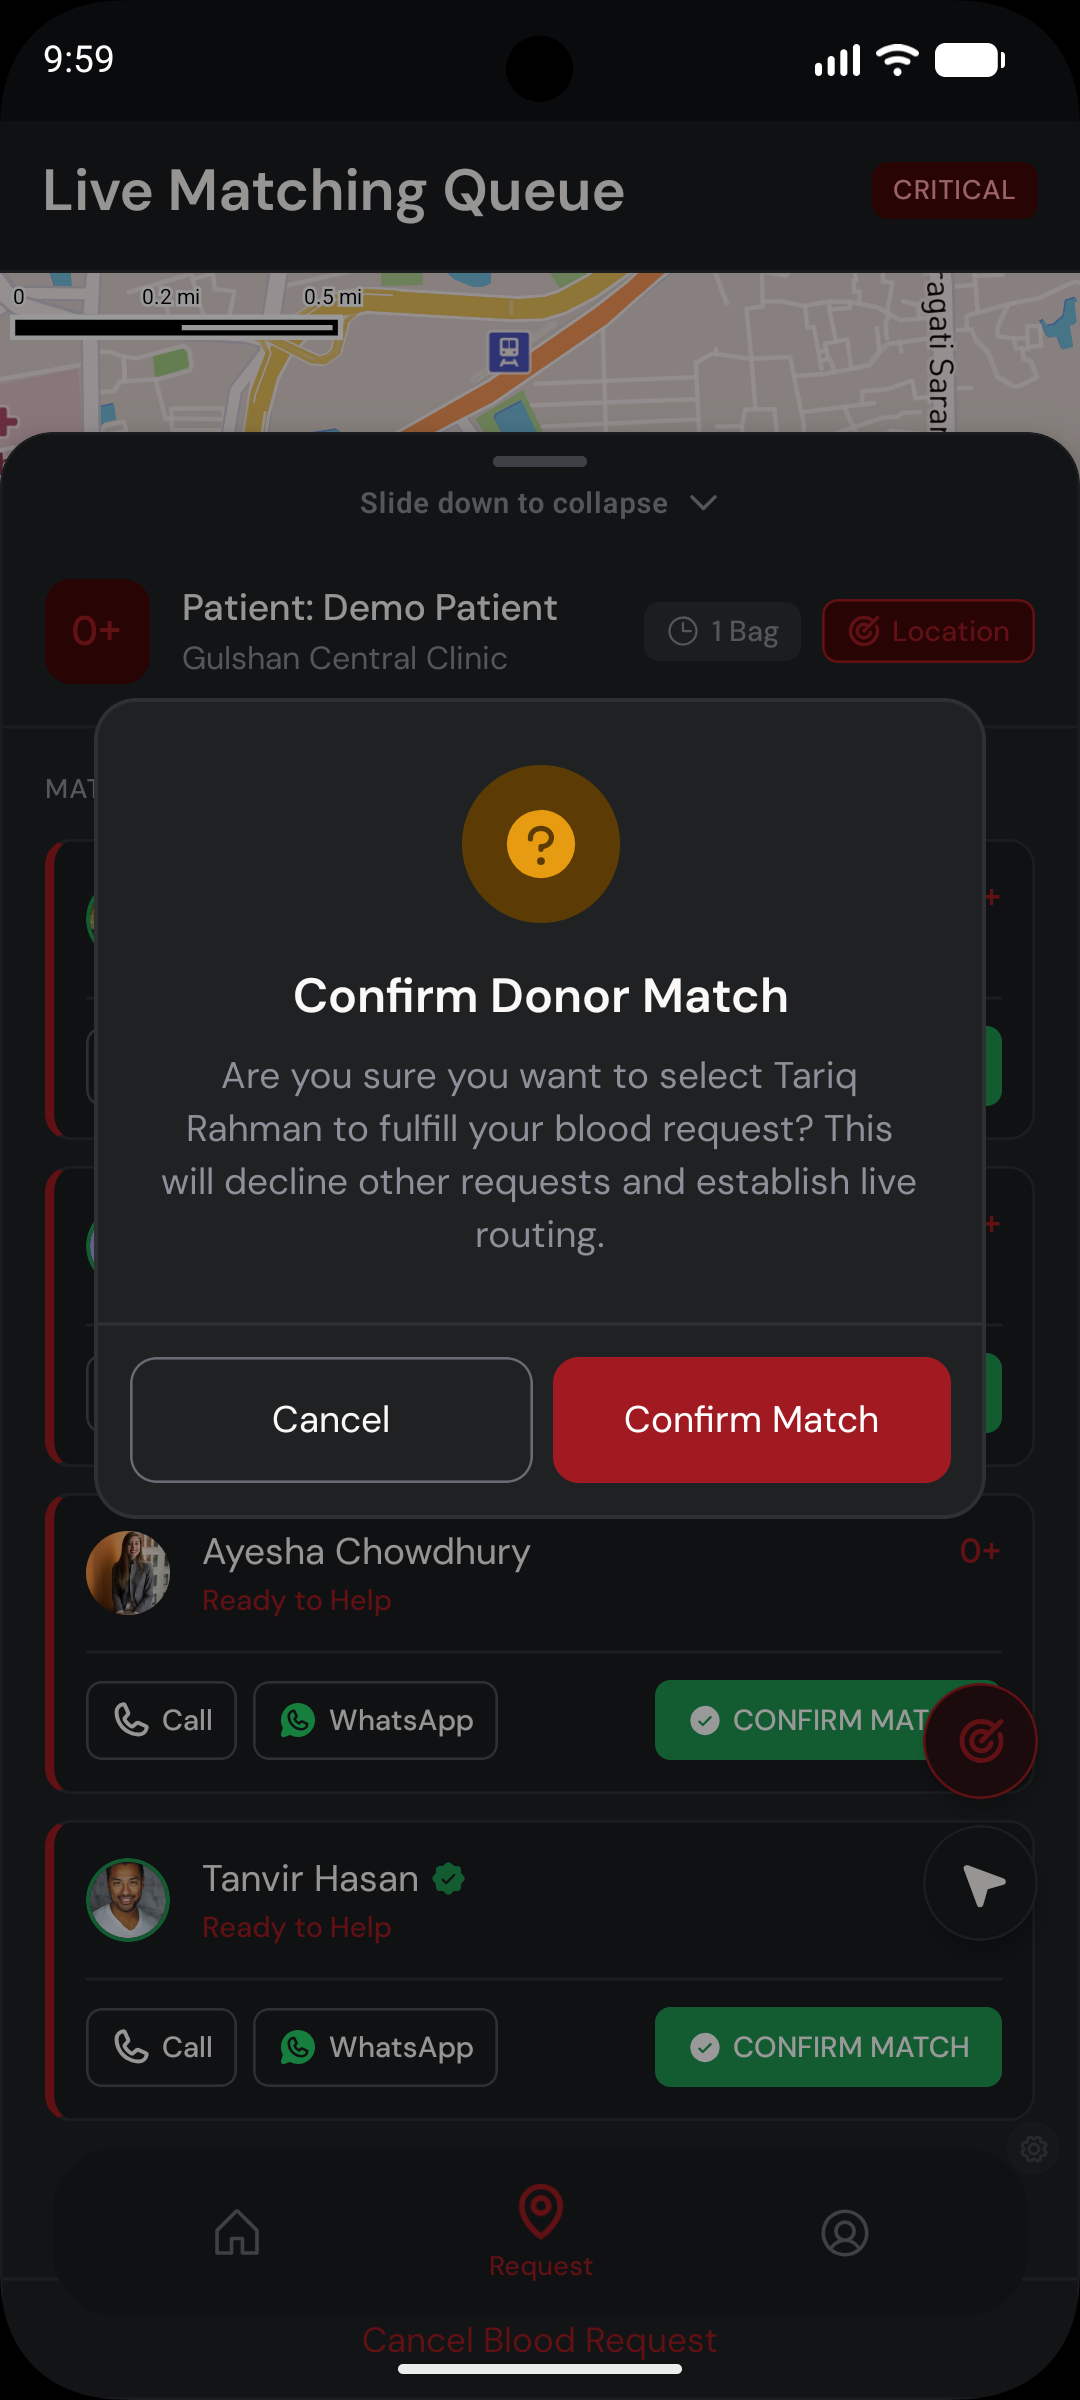 9:59
Live Matching Queue
CRITICAL
0 0.2 mi 0.5 mi
ragati Sarar
Slide down to collapse
O+
Patient: Demo Patient
Gulshan Central Clinic
1 Bag
Location
MAT
+
Confirm Donor Match
Are you sure you want to select Tariq
Rahman to fulfill your blood request? This
will decline other requests and establish live
routing.
+
Cancel
Confirm Match
Ayesha Chowdhury
O+
Ready to Help
Call
WhatsApp
CONFIRM MAT
Tanvir Hasan
Ready to Help
Call
WhatsApp
CONFIRM MATCH
Request
Cancel Blood Request